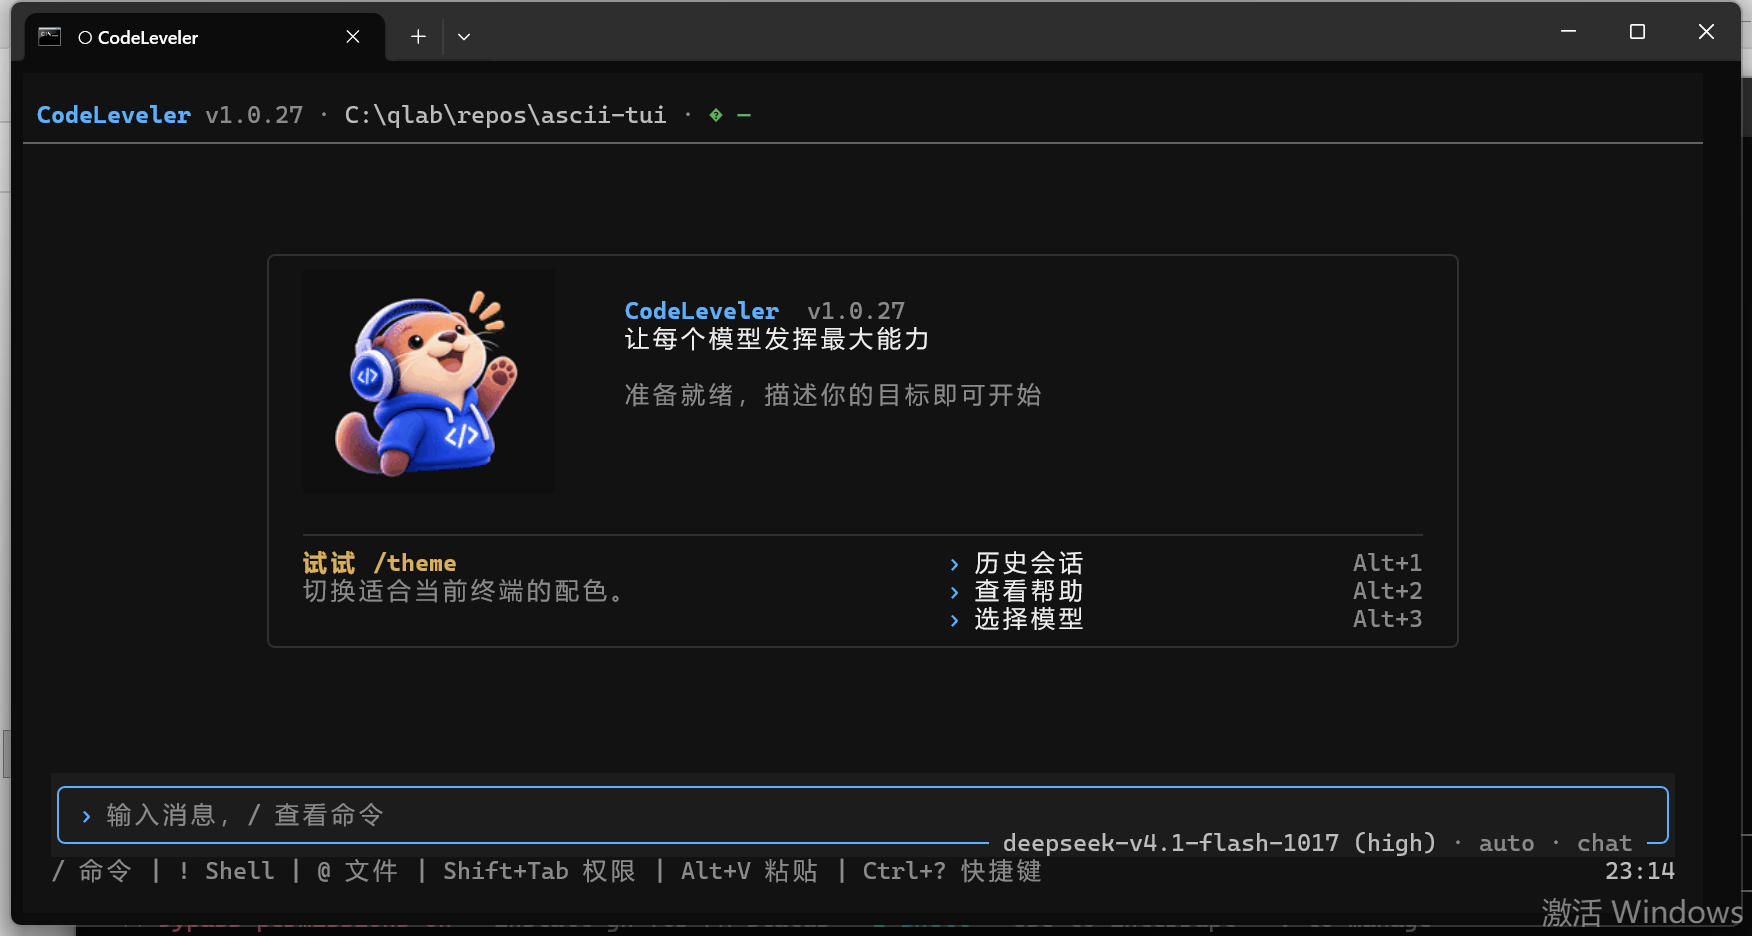 CodeLeveler
CodeLeveler v1.0.27 · C:\qlab\repos\ascii-tui · � —
</>
</>
CodeLeveler v1.0.27
让每个模型发挥最大能力
准备就绪，描述你的目标即可开始
试试 /theme
切换适合当前终端的配色。
› 历史会话 Alt+1
› 查看帮助 Alt+2
› 选择模型 Alt+3
› 输入消息，/ 查看命令
deepseek-v4.1-flash-1017 (high) · auto · chat
/ 命令 | ! Shell | @ 文件 | Shift+Tab 权限 | Alt+V 粘贴 | Ctrl+? 快捷键 23:14
激活 Windows